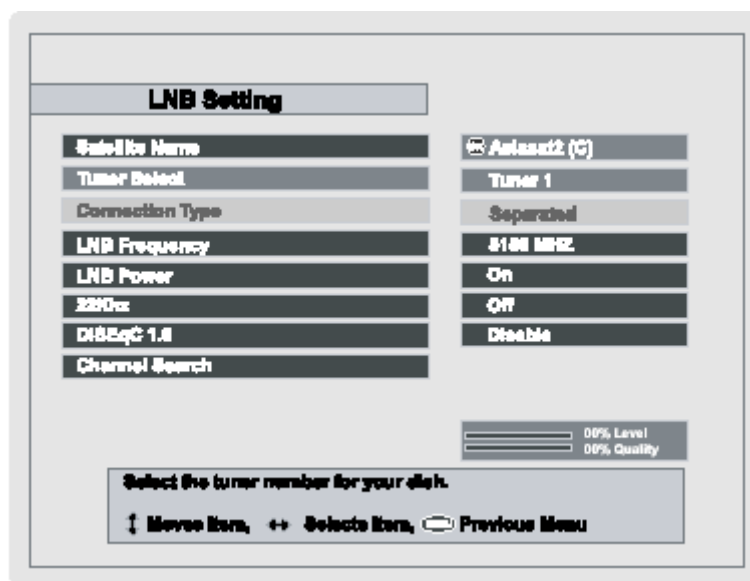 LNB Setting
Satellite Name
Asiasat2 (C)
Tuner Select
Tuner 1
Connection Type
Separated
LNB Frequency
5150 MHZ
LNB Power
On
22Khz
Off
DiSEqC 1.0
Disable
Channel Search
00% Level
00% Quality
Select the tuner number for your dish.
Moves Item, Selects Item, Previous Menu